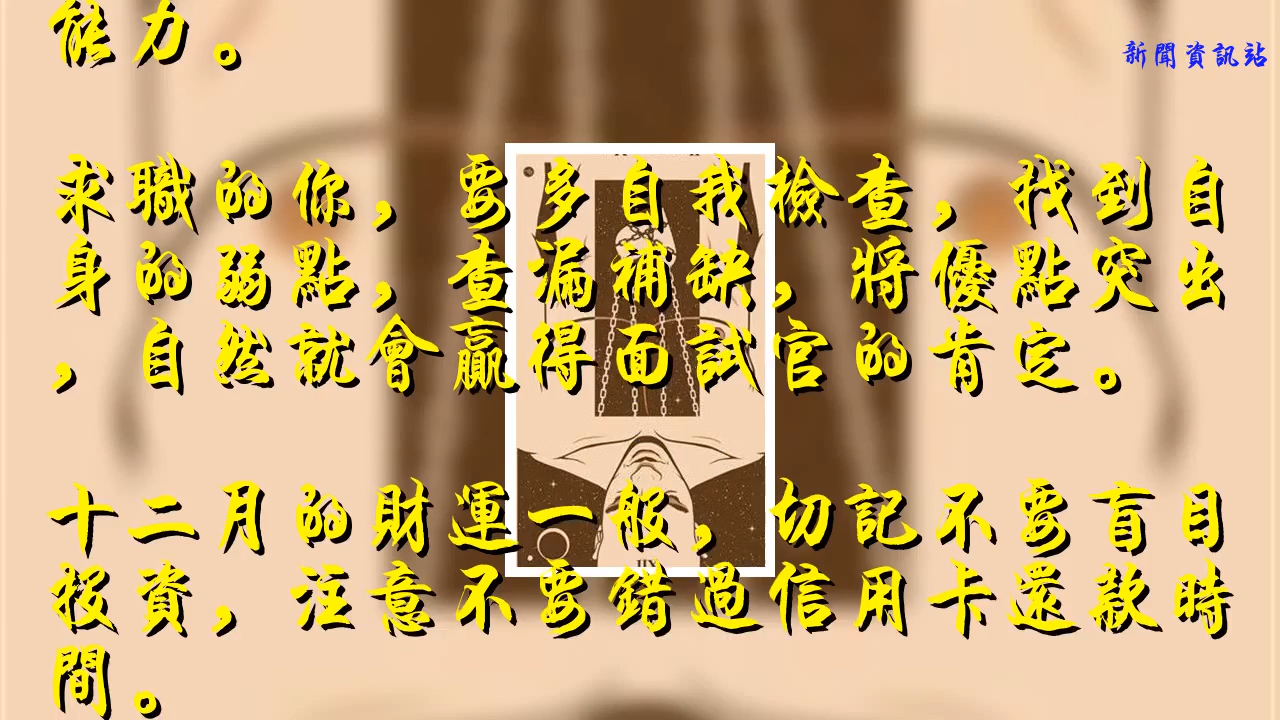 能力。
新聞資訊站
求職的你，要多自我檢查，找到自
身的弱點，查漏補缺，將優點突出
，自然就會贏得面試官的肯定。
十二月的財運一般，切記不要盲目
投資，注意不要錯過信用卡還款時
間。